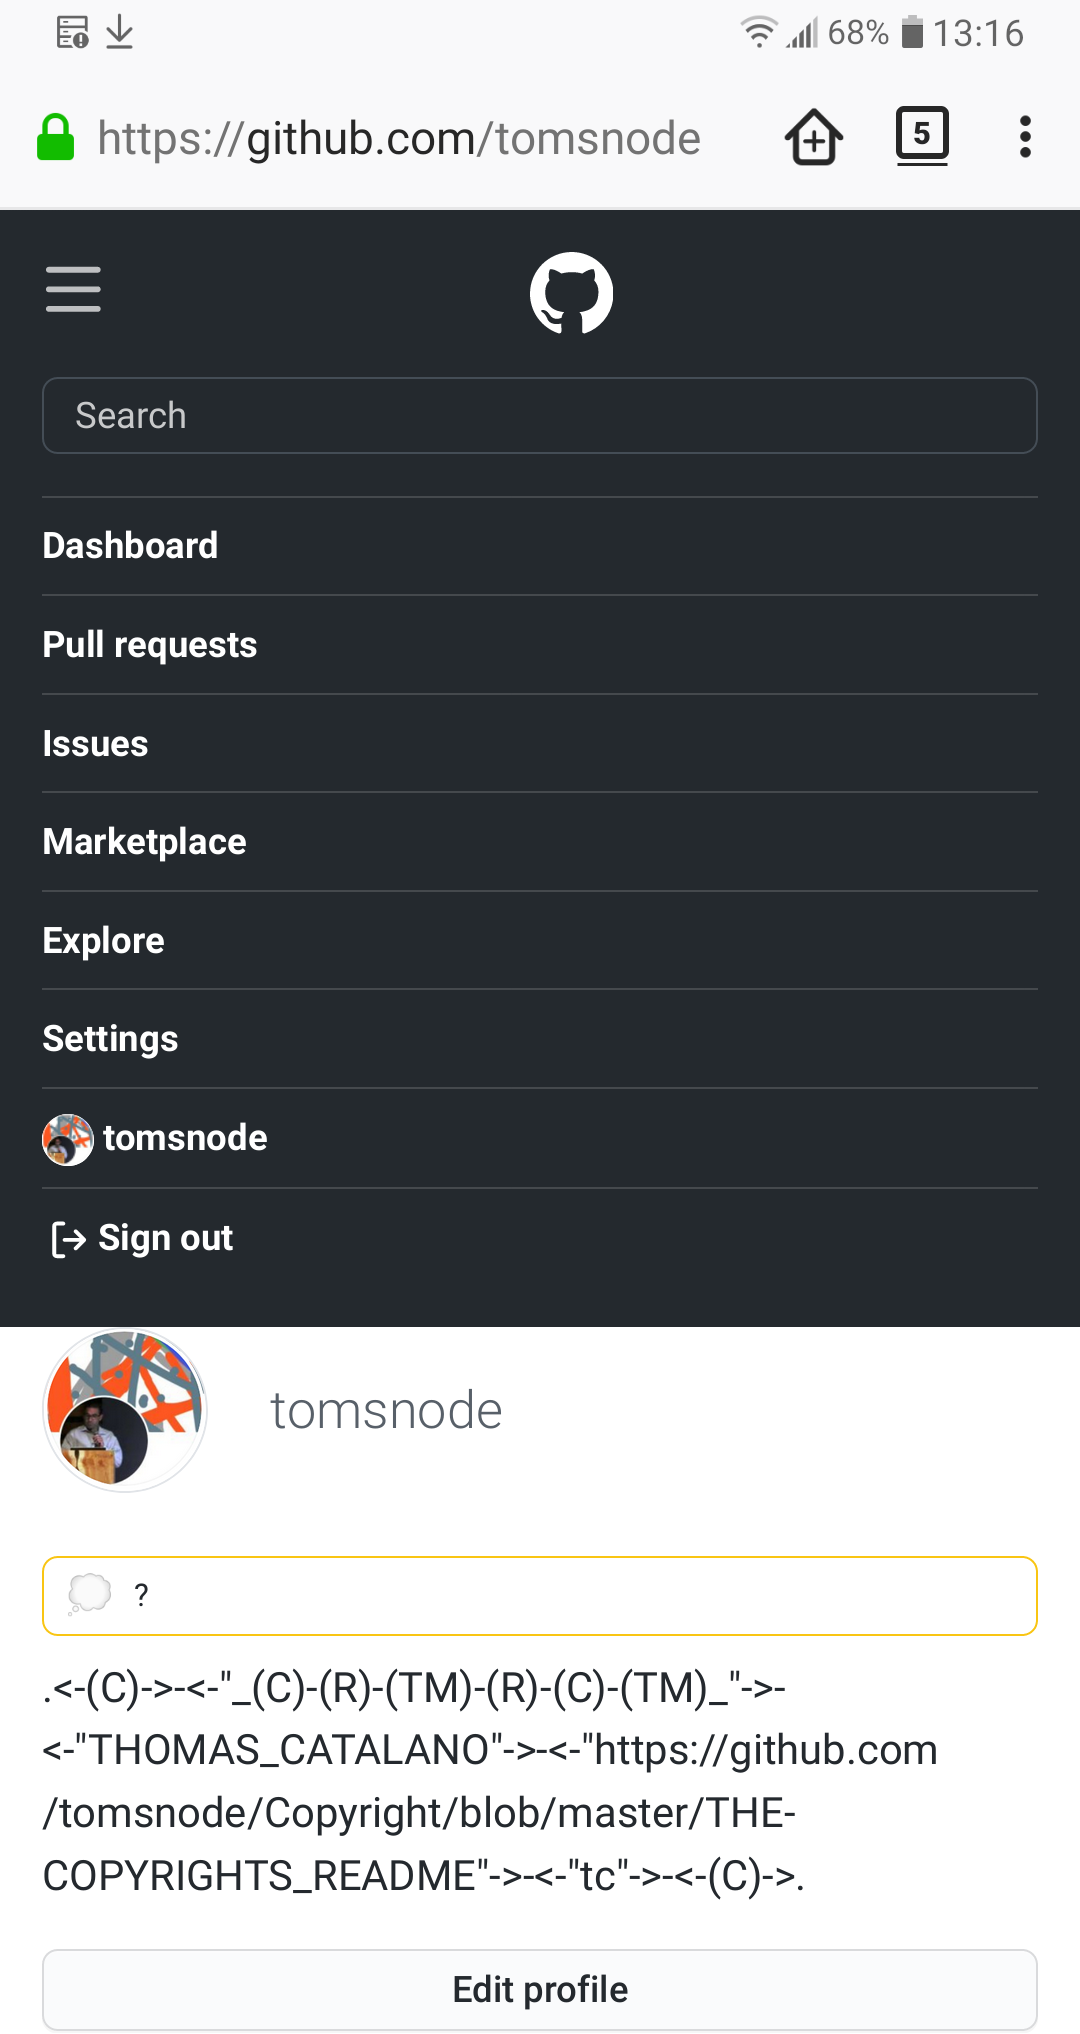 68% 13:16
https://github.com/tomsnode 5
Search
Dashboard
Pull requests
Issues
Marketplace
Explore
Settings
tomsnode
Sign out
tomsnode
?
.<-(C)->-<-"_(C)-(R)-(TM)-(R)-(C)-(TM)_"->-
<-"THOMAS_CATALANO"->-<-"https://github.com
/tomsnode/Copyright/blob/master/THE-
COPYRIGHTS_README"->-<-"tc"->-<-(C)->.
Edit profile